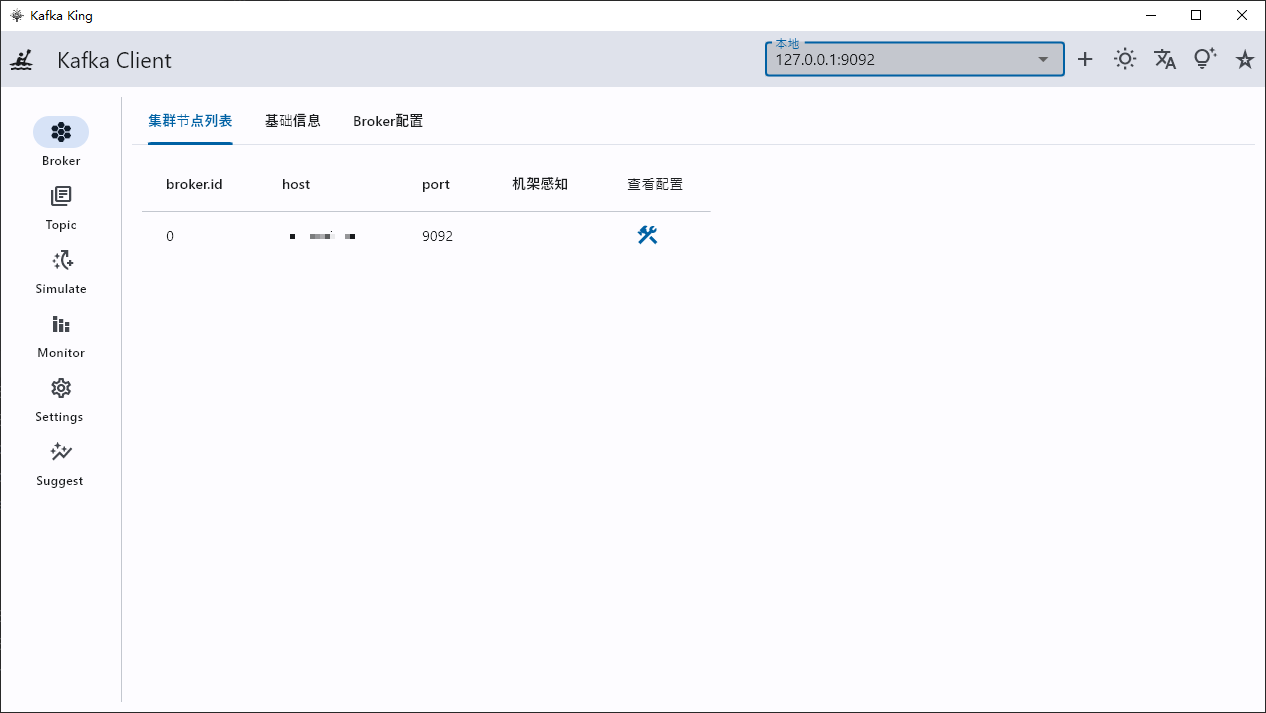 Kafka King
Kafka Client
本地
127.0.0.1:9092
集群节点列表 基础信息 Broker配置
broker.id host port 机架感知 查看配置
0 9092
Broker
Topic
Simulate
Monitor
Settings
Suggest